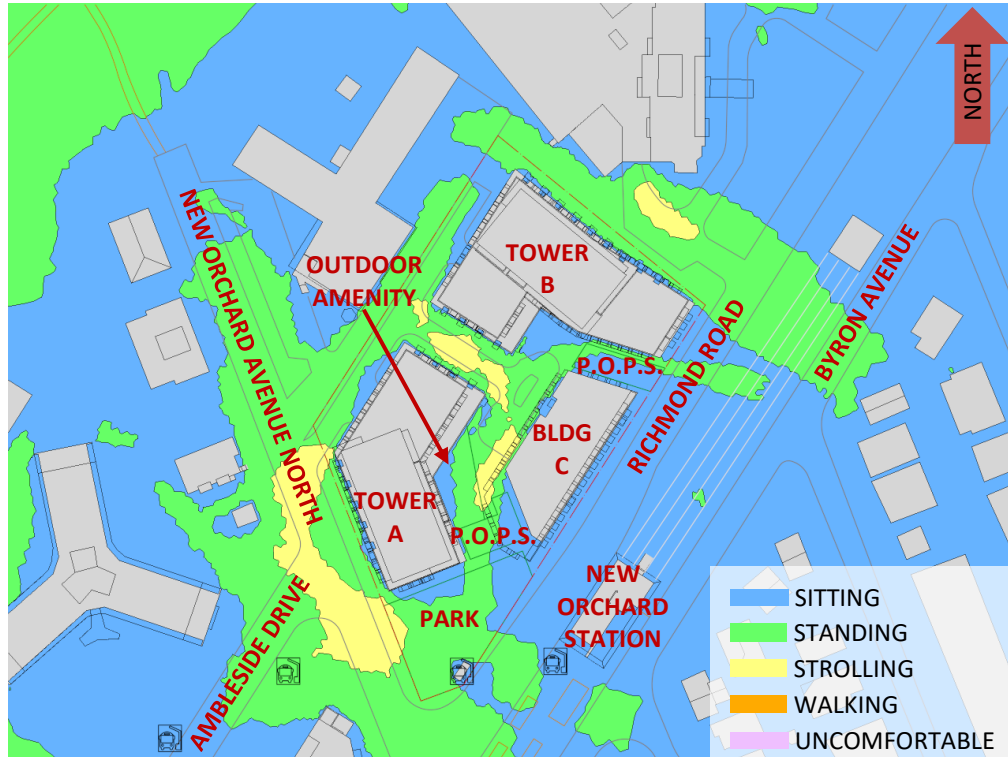 NORTH
NEW ORCHARD AVENUE NORTH
OUTDOOR
AMENITY
TOWER
B
BYRON AVENUE
RICHMOND ROAD
P.O.P.S.
BLDG
C
TOWER
A
P.O.P.S.
NEW
ORCHARD
STATION
PARK
AMBLESIDE DRIVE
SITTING
STANDING
STROLLING
WALKING
UNCOMFORTABLE